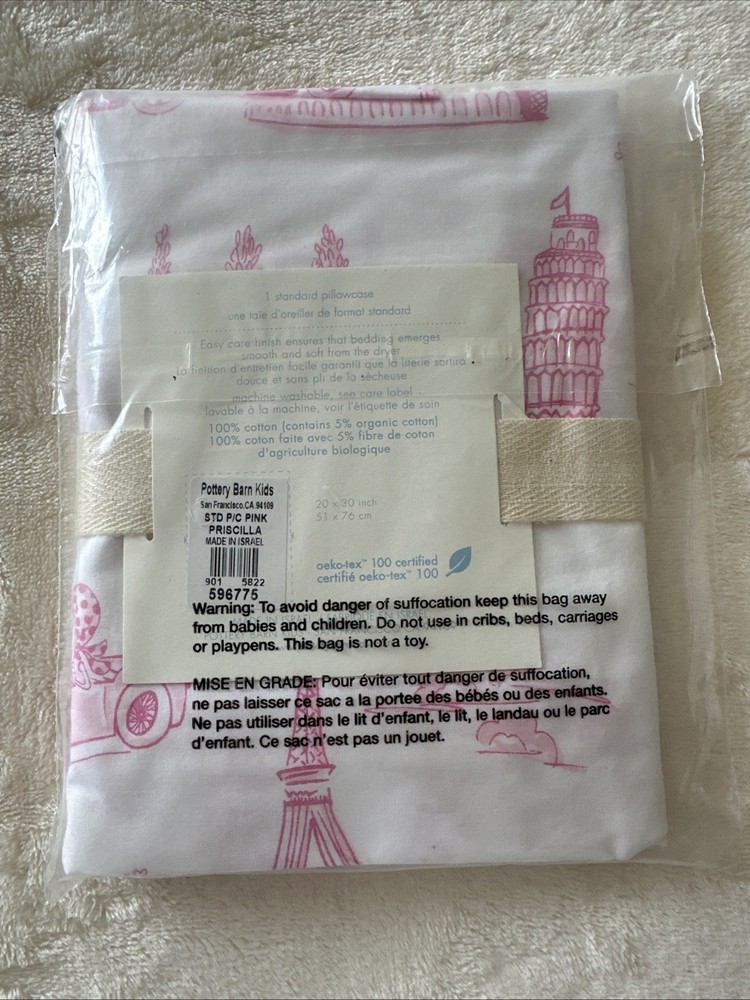 1 standard pillowcase
une taie d'oreiller de format standard
Easy care finish ensures that bedding emerges
smooth and soft from the dryer
la finition d'entretien facile garantit que la literie sortira
douce et sans pli de la sécheuse
machine washable, see care label
lavable à la machine, voir l'étiquette de soin
100% cotton (contains 5% organic cotton)
100% coton faite avec 5% fibre de coton
d'agriculture biologique
Pottery Barn Kids
San Francisco.CA.94109
STD P/C PINK
PRISCILLA
MADE IN ISRAEL
901 5822
596775
20 x 30 inch
51 x 76 cm
oeko-tex™ 100 certified
certifié oeko-tex™ 100
Warning: To avoid danger of suffocation keep this bag away
from babies and children. Do not use in cribs, beds, carriages
or playpens. This bag is not a toy.
MISE EN GRADE: Pour éviter tout danger de suffocation,
ne pas laisser ce sac a la portee des bébés ou des enfants.
Ne pas utiliser dans le lit d'enfant, le lit, le landau ou le parc
d'enfant. Ce sac n'est pas un jouet.